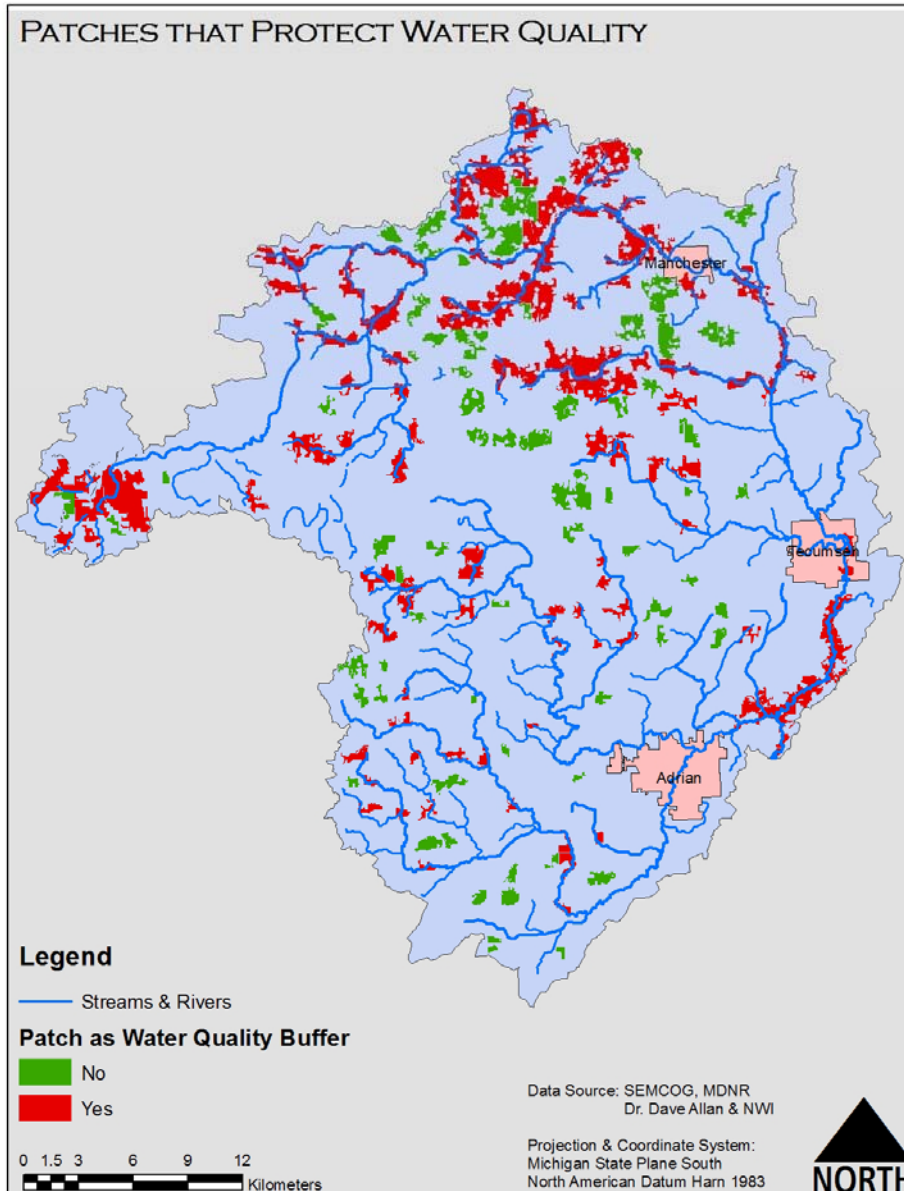 PATCHES THAT PROTECT WATER QUALITY
Manchester
Tecumseh
Adrian
Legend
Streams & Rivers
Patch as Water Quality Buffer
No
Yes
0 1.5 3 6 9 12
Kilometers
Data Source: SEMCOG, MDNR
Dr. Dave Allan & NWI
Projection & Coordinate System:
Michigan State Plane South
North American Datum Harn 1983
NORTH